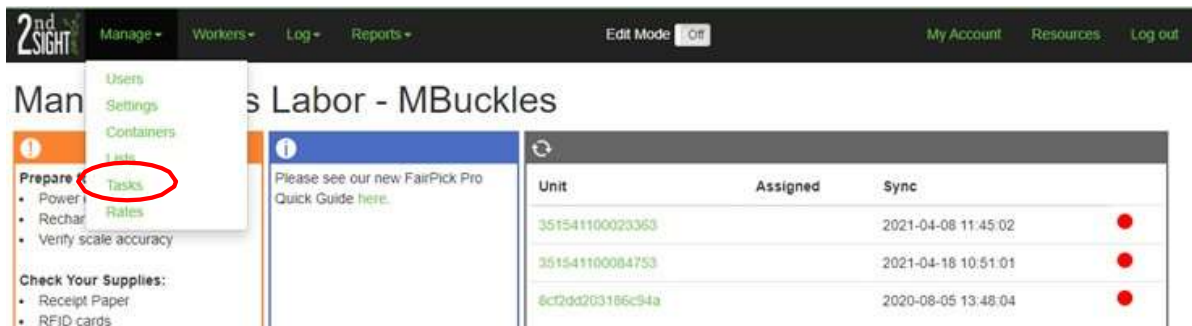 2nd SIGHT Manage Workers Log Reports Edit Mode Off My Account Resources Log out
Users
Settings
Containers
Lists
Tasks
Rates
Man s Labor - MBuckles
Prepare
• Power
• Rechar
• Verify scale accuracy
Check Your Supplies:
• Receipt Paper
• RFID cards
Please see our new FairPick Pro
Quick Guide here.
Unit Assigned Sync
351541100023363 2021-04-08 11:45:02
351541100084753 2021-04-18 10:51:01
8cf2dd203186c94a 2020-08-05 13:48:04